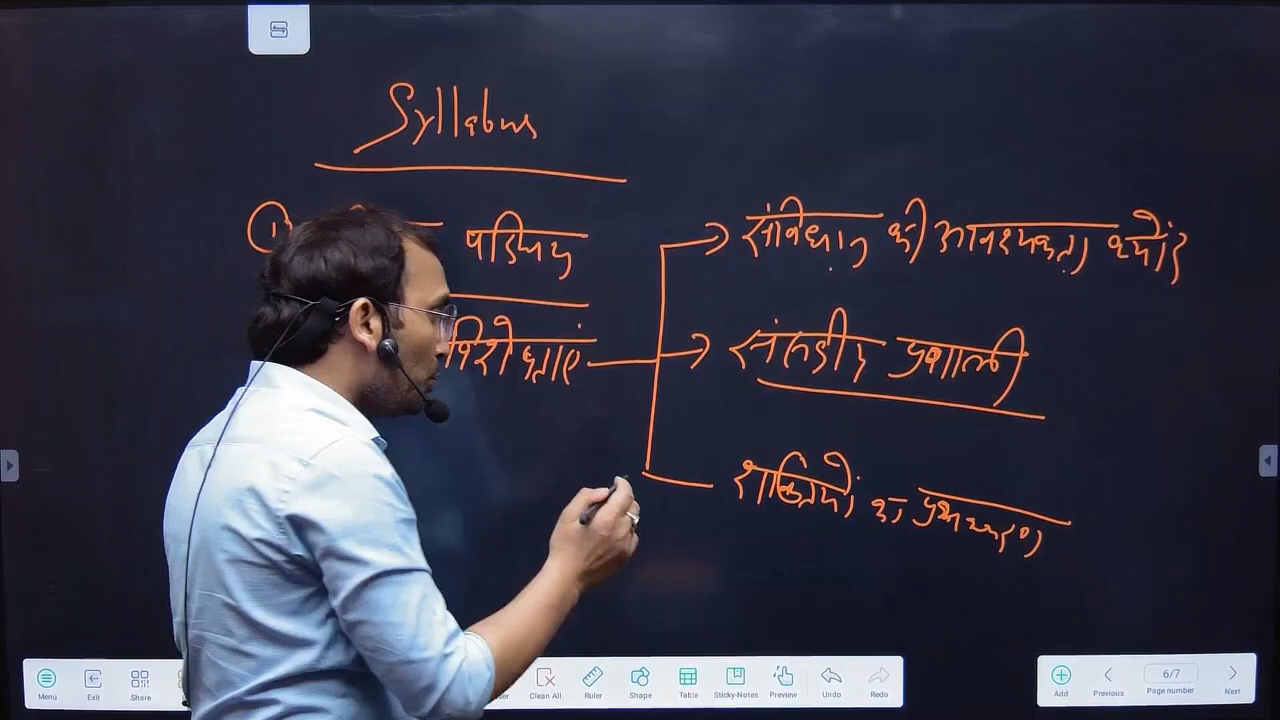 Syllabus
① परिचय
विशेषताएं
संविधान की आवश्यकता क्यों?
संसदीय प्रणाली
शक्तियों का पृथक्करण
Menu Exit Share Clean All Ruler Shape Table Sticky-Notes Preview Undo Redo
Add Previous 6/7 Page number Next